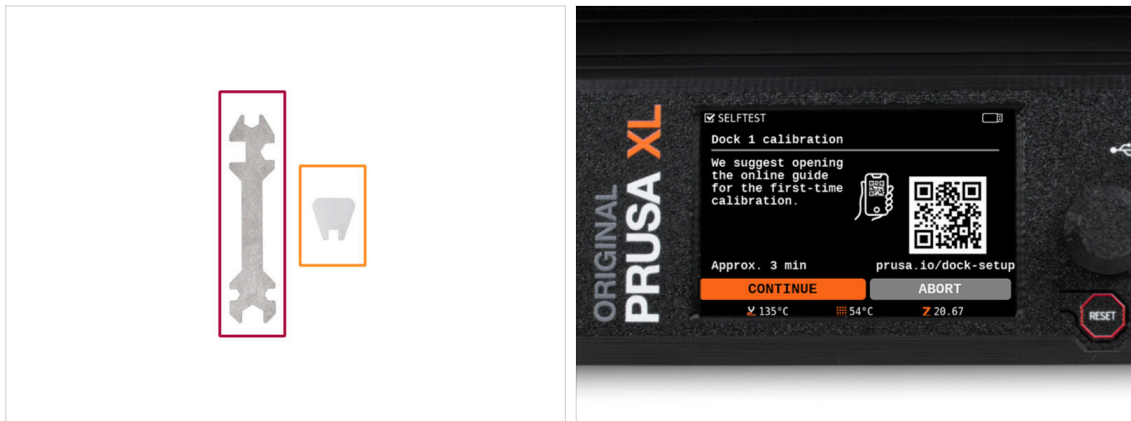 ORIGINAL
PRUSA XL
SELFTEST
Dock 1 calibration
We suggest opening
the online guide
for the first-time
calibration.
Approx. 3 min
prusa.io/dock-setup
CONTINUE
ABORT
135°C
54°C
Z 20.67
RESET